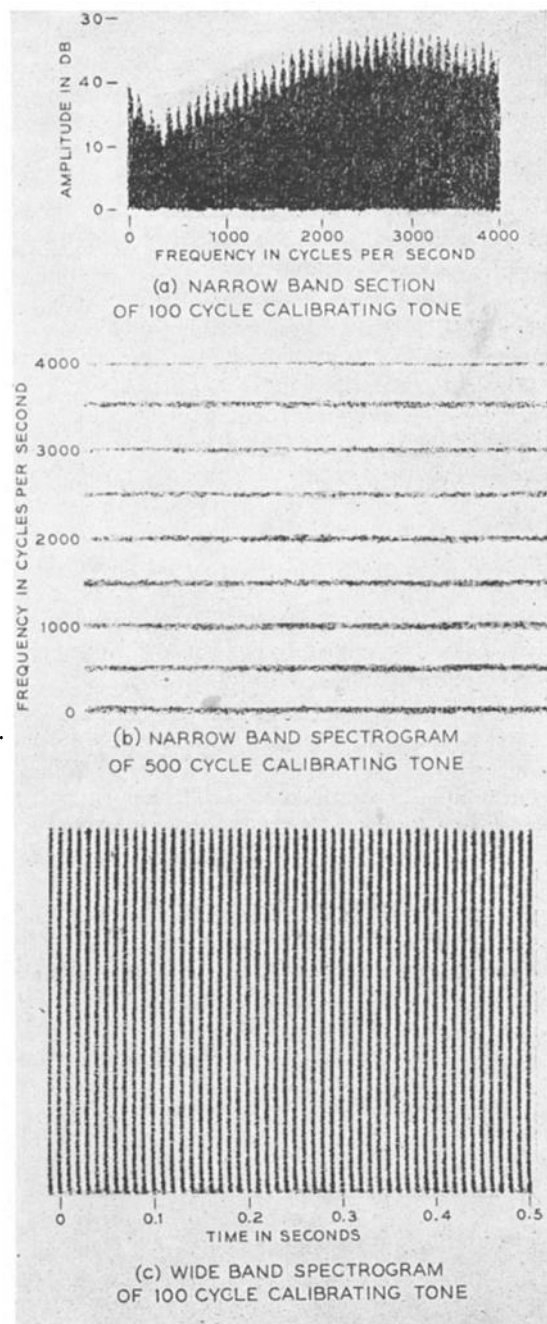 30
40
10
0
AMPLITUDE IN DB
0 1000 2000 3000 4000
FREQUENCY IN CYCLES PER SECOND
(a) NARROW BAND SECTION
OF 100 CYCLE CALIBRATING TONE
4000
3000
2000
1000
0
FREQUENCY IN CYCLES PER SECOND
(b) NARROW BAND SPECTROGRAM
OF 500 CYCLE CALIBRATING TONE
0 0.1 0.2 0.3 0.4 0.5
TIME IN SECONDS
(c) WIDE BAND SPECTROGRAM
OF 100 CYCLE CALIBRATING TONE